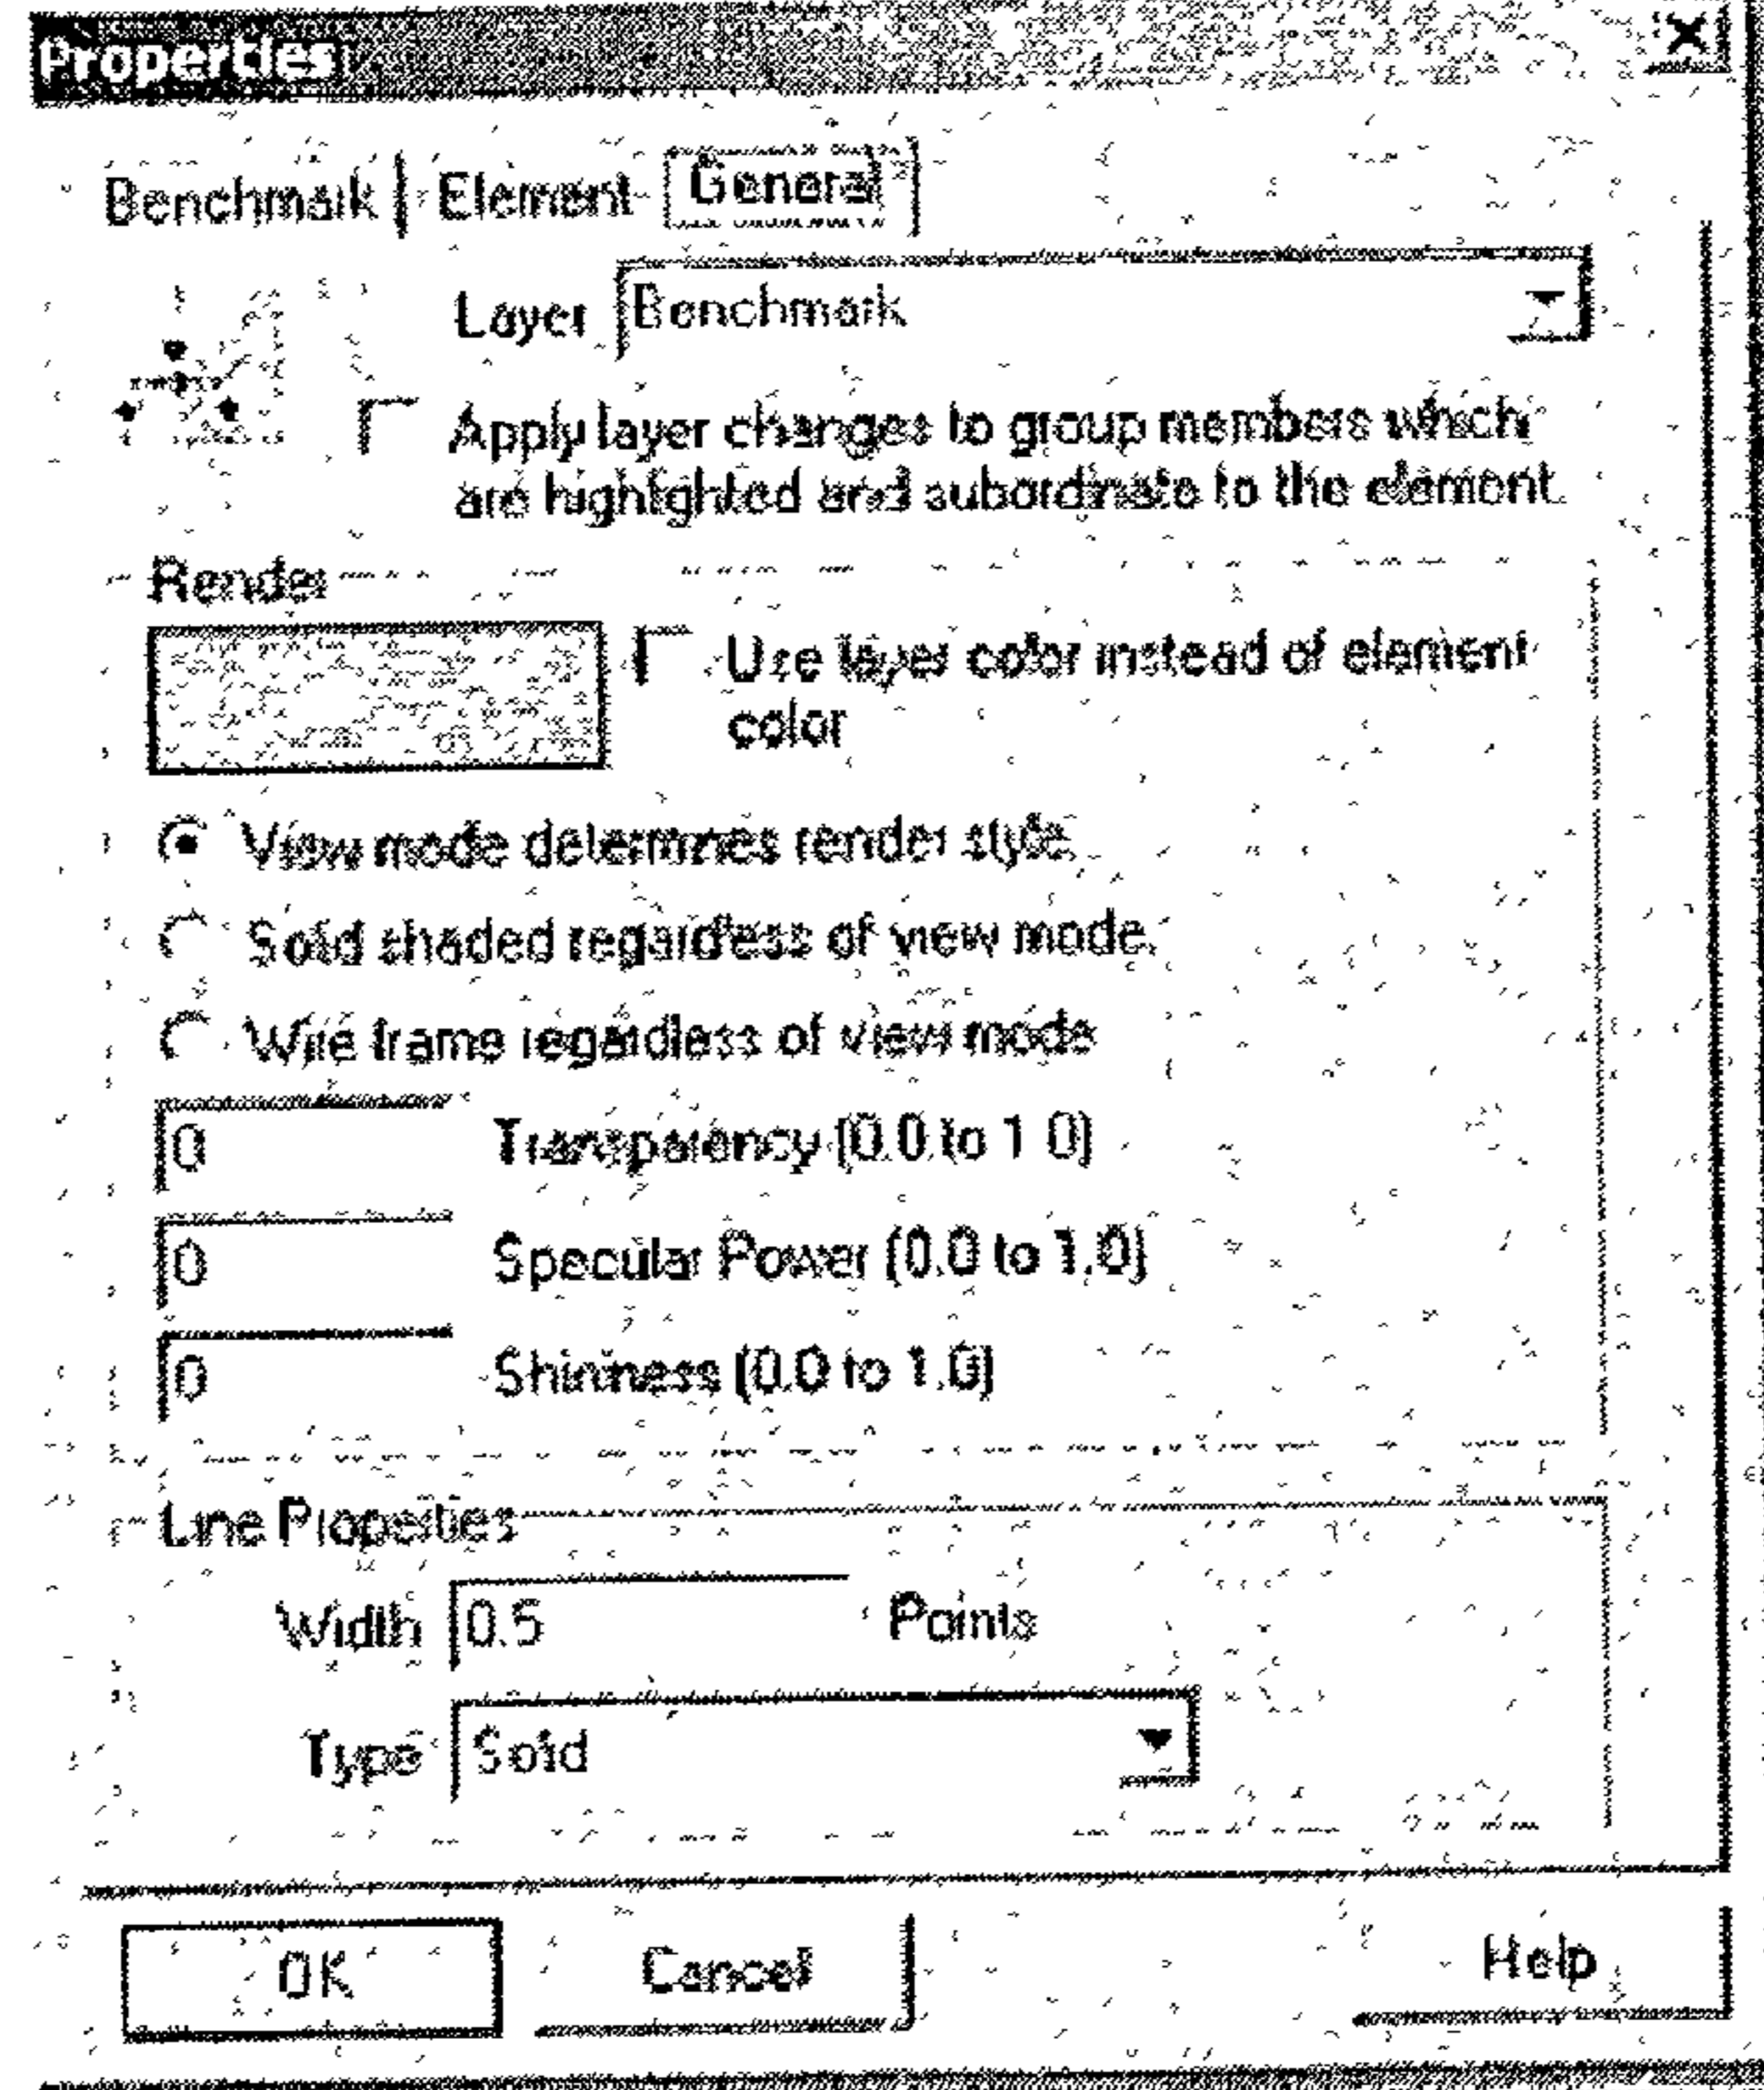 Properties
Benchmark Element General
Layer Benchmark
Apply layer changes to group members which
are highlighted and subordinate to the element
Render
Use layer color instead of element
color
View mode determines render style.
Solid shaded regardless of view mode.
Wire frame regardless of view mode
0 Transparency (0.0 to 1.0)
0 Specular Power (0.0 to 1.0)
0 Shininess (0.0 to 1.0)
Line Properties
Width 0.5 Points
Type Solid
OK Cancel Help